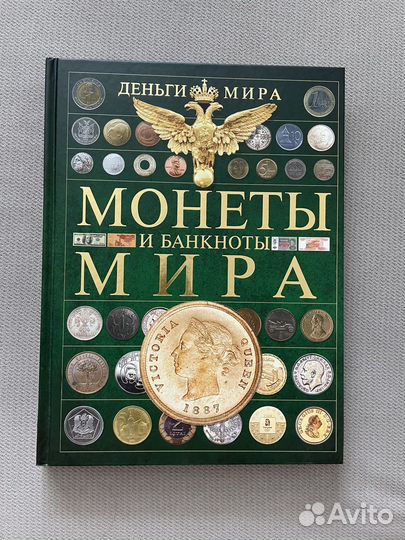 ДЕНЬГИ МИРА
МОНЕТЫ
И БАНКНОТЫ
МИРА
VICTORIA QUEEN
1887
Avito